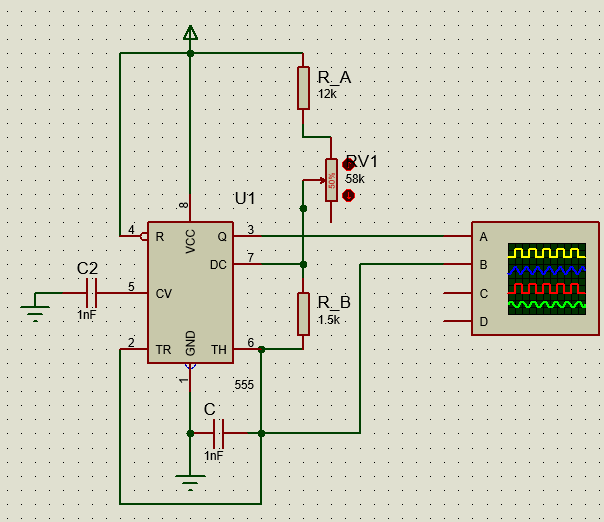 R_A
12k
RV1
58k
50%
U1
8
4
R
VCC
Q
3
A
DC
7
B
C2
1nF
5
CV
C
R_B
1.5k
D
2
TR
GND
TH
6
1
555
C
1nF